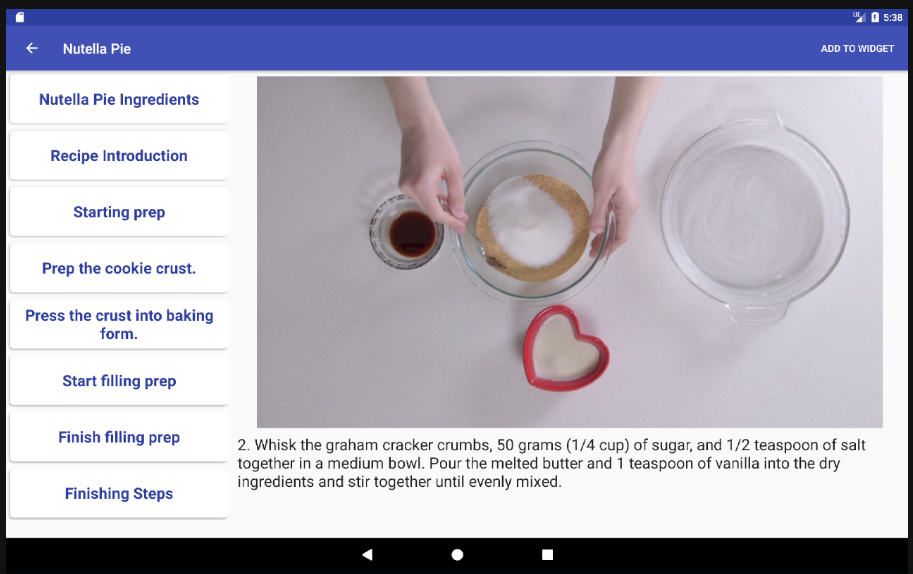 5:38
Nutella Pie
ADD TO WIDGET
Nutella Pie Ingredients
Recipe Introduction
Starting prep
Prep the cookie crust.
Press the crust into baking
form.
Start filling prep
Finish filling prep
Finishing Steps
2. Whisk the graham cracker crumbs, 50 grams (1/4 cup) of sugar, and 1/2 teaspoon of salt
together in a medium bowl. Pour the melted butter and 1 teaspoon of vanilla into the dry
ingredients and stir together until evenly mixed.